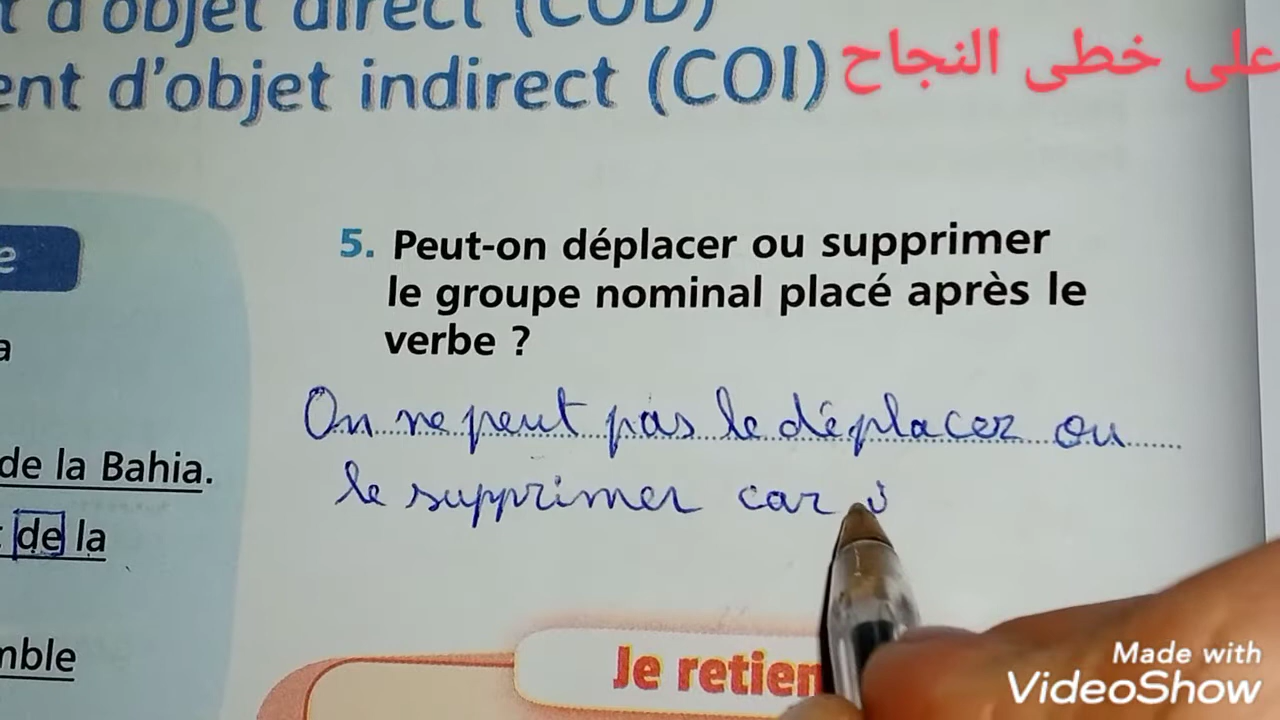 t d'objet direct (COD)
ent d'objet indirect (COI)
على خطى النجاح
e
5. Peut-on déplacer ou supprimer
le groupe nominal placé après le
verbe ?
a
On ne peut pas le déplacer ou
de la Bahia.
le supprimer car i
de la
mble
Je retien
Made with
VideoShow